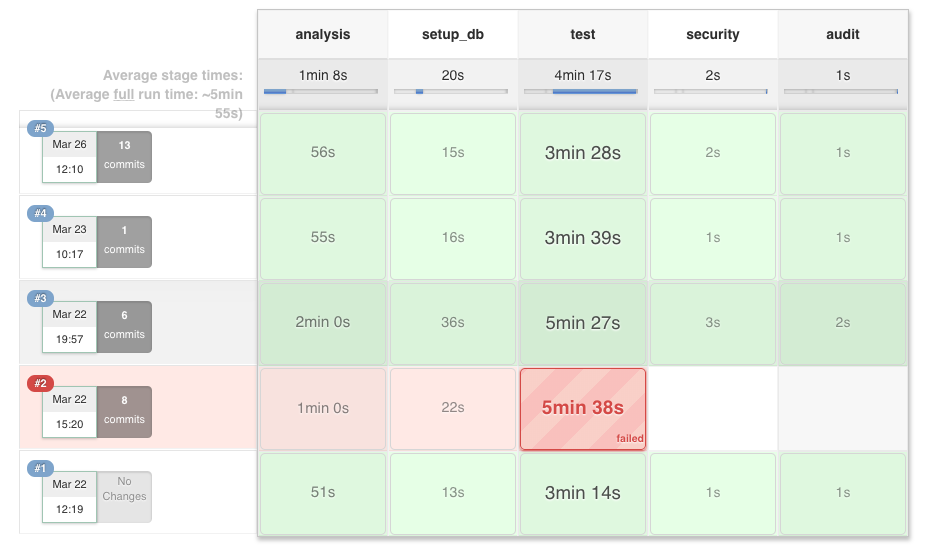 analysis setup_db test security audit
Average stage times:
(Average full run time: ~5min
55s)
1min 8s 20s 4min 17s 2s 1s
#5
Mar 26
12:10
13
commits
56s 15s 3min 28s 2s 1s
#4
Mar 23
10:17
1
commits
55s 16s 3min 39s 1s 1s
#3
Mar 22
19:57
6
commits
2min 0s 36s 5min 27s 3s 2s
#2
Mar 22
15:20
8
commits
1min 0s 22s 5min 38s
failed
#1
Mar 22
12:19
No
Changes
51s 13s 3min 14s 1s 1s